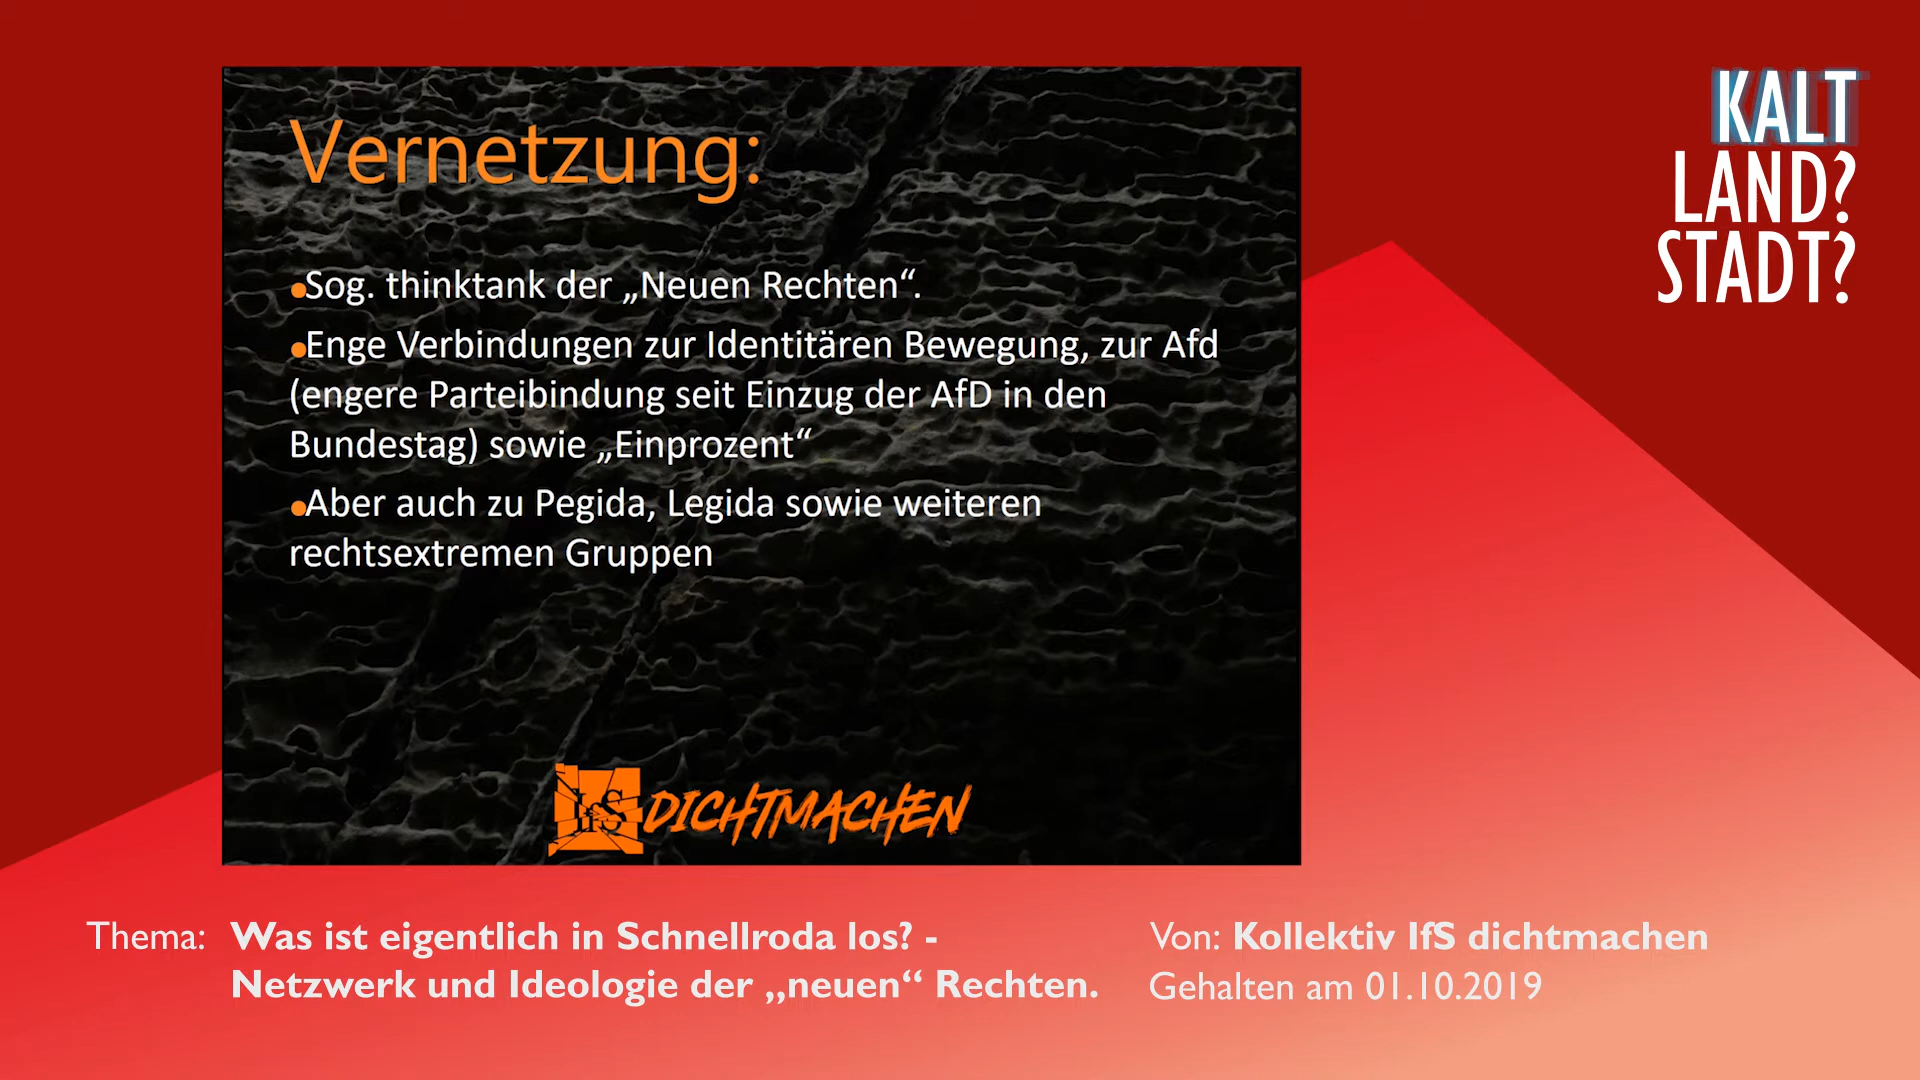 KALT
LAND?
STADT?
Vernetzung:
•Sog. thinktank der „Neuen Rechten“.
•Enge Verbindungen zur Identitären Bewegung, zur Afd
(engere Parteibindung seit Einzug der AfD in den
Bundestag) sowie „Einprozent“
•Aber auch zu Pegida, Legida sowie weiteren
rechtsextremen Gruppen
IfS DICHTMACHEN
Thema: Was ist eigentlich in Schnellroda los? -
Netzwerk und Ideologie der „neuen“ Rechten.
Von: Kollektiv IfS dichtmachen
Gehalten am 01.10.2019